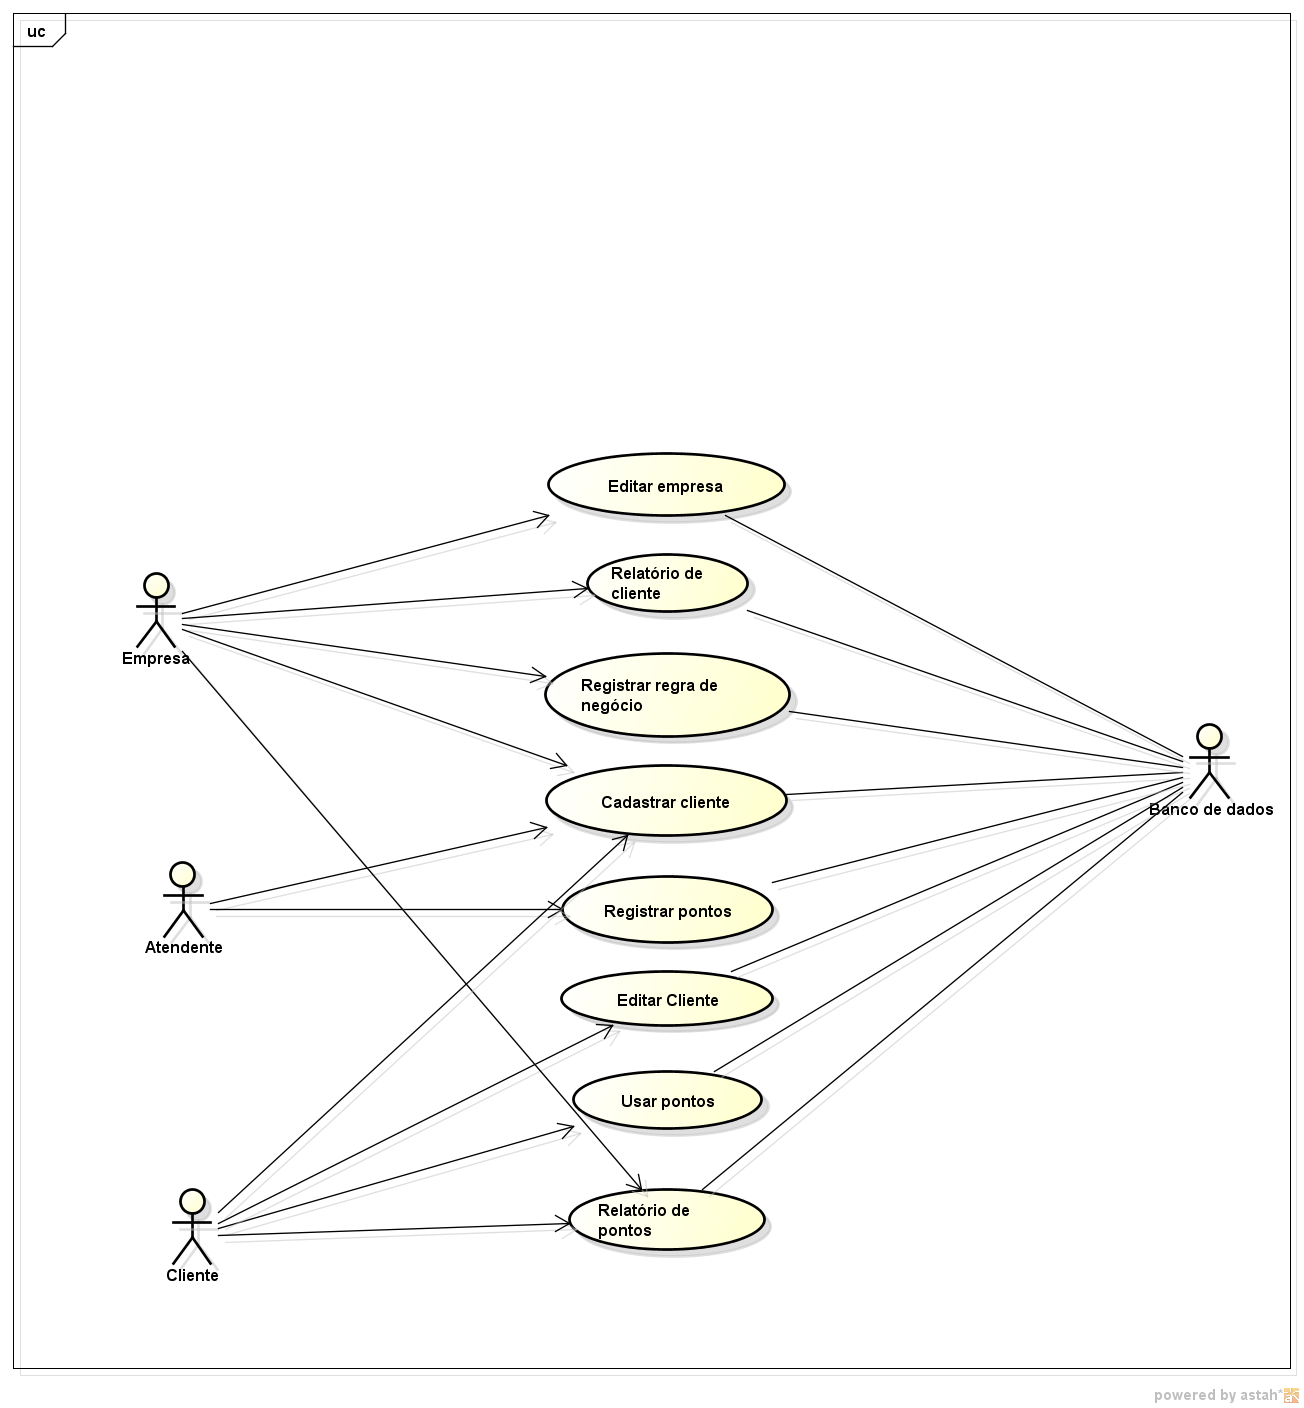 uc
Editar empresa
Relatório de
cliente
Empresa
Registrar regra de
negócio
Cadastrar cliente
Banco de dados
Registrar pontos
Atendente
Editar Cliente
Usar pontos
Relatório de
pontos
Cliente
powered by astah*